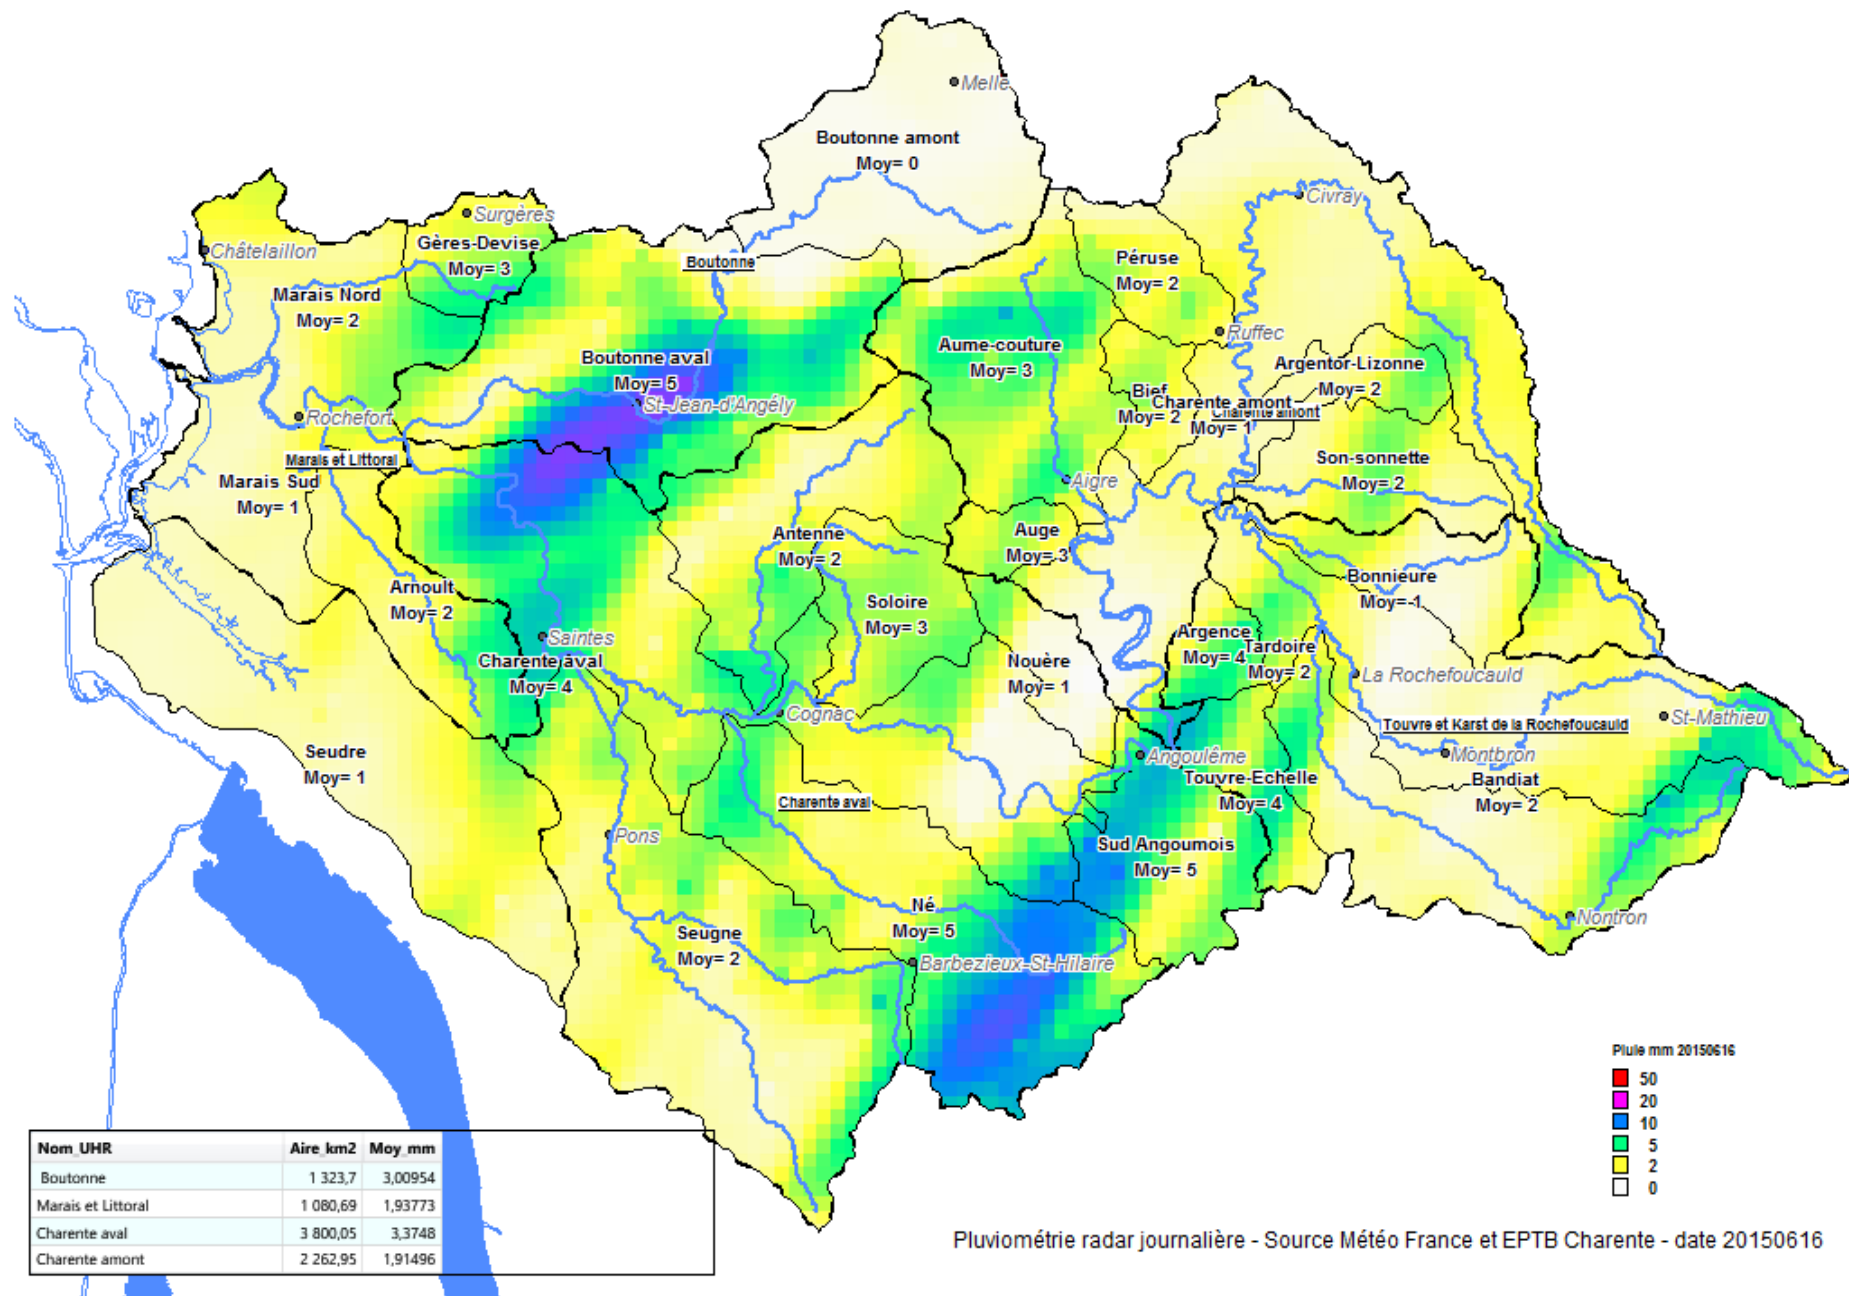 Melle
Boutonne amont
Moy= 0
Civray
Surgères
Châtelaillon
Gères-Devise
Moy= 3
Boutonne
Péruse
Moy= 2
Marais Nord
Moy= 2
Ruffec
Aume-couture
Moy= 3
Boutonne aval
Moy= 5
Argentor-Lizonne
Moy= 2
St-Jean-d'Angély
Bief
Moy= 2
Charente amont
Moy= 1
Charente amont
Rochefort
Marais et Littoral
Marais Sud
Moy= 1
Son-sonnette
Moy= 2
Aigre
Antenne
Moy= 2
Auge
Moy= 3
Arnoult
Moy= 2
Bonnieure
Moy= 1
Soloire
Moy= 3
Saintes
Charente aval
Moy= 4
Argence
Moy= 4
Tardoire
Moy= 2
Nouère
Moy= 1
La Rochefoucauld
Cognac
St-Mathieu
Touvre et Karst de la Rochefoucauld
Seudre
Moy= 1
Angoulême
Montbron
Touvre-Echelle
Moy= 4
Bandiat
Moy= 2
Charente aval
Pons
Sud Angoumois
Moy= 5
Né
Moy= 5
Nontron
Seugne
Moy= 2
Barbezieux-St-Hilaire
Pluie mm 20150616
50
20
10
5
2
0
Nom_UHR Aire_km2 Moy_mm
Boutonne 1 323,7 3,00954
Marais et Littoral 1 080,69 1,93773
Charente aval 3 800,05 3,3748
Charente amont 2 262,95 1,91496
Pluviométrie radar journalière - Source Météo France et EPTB Charente - date 20150616